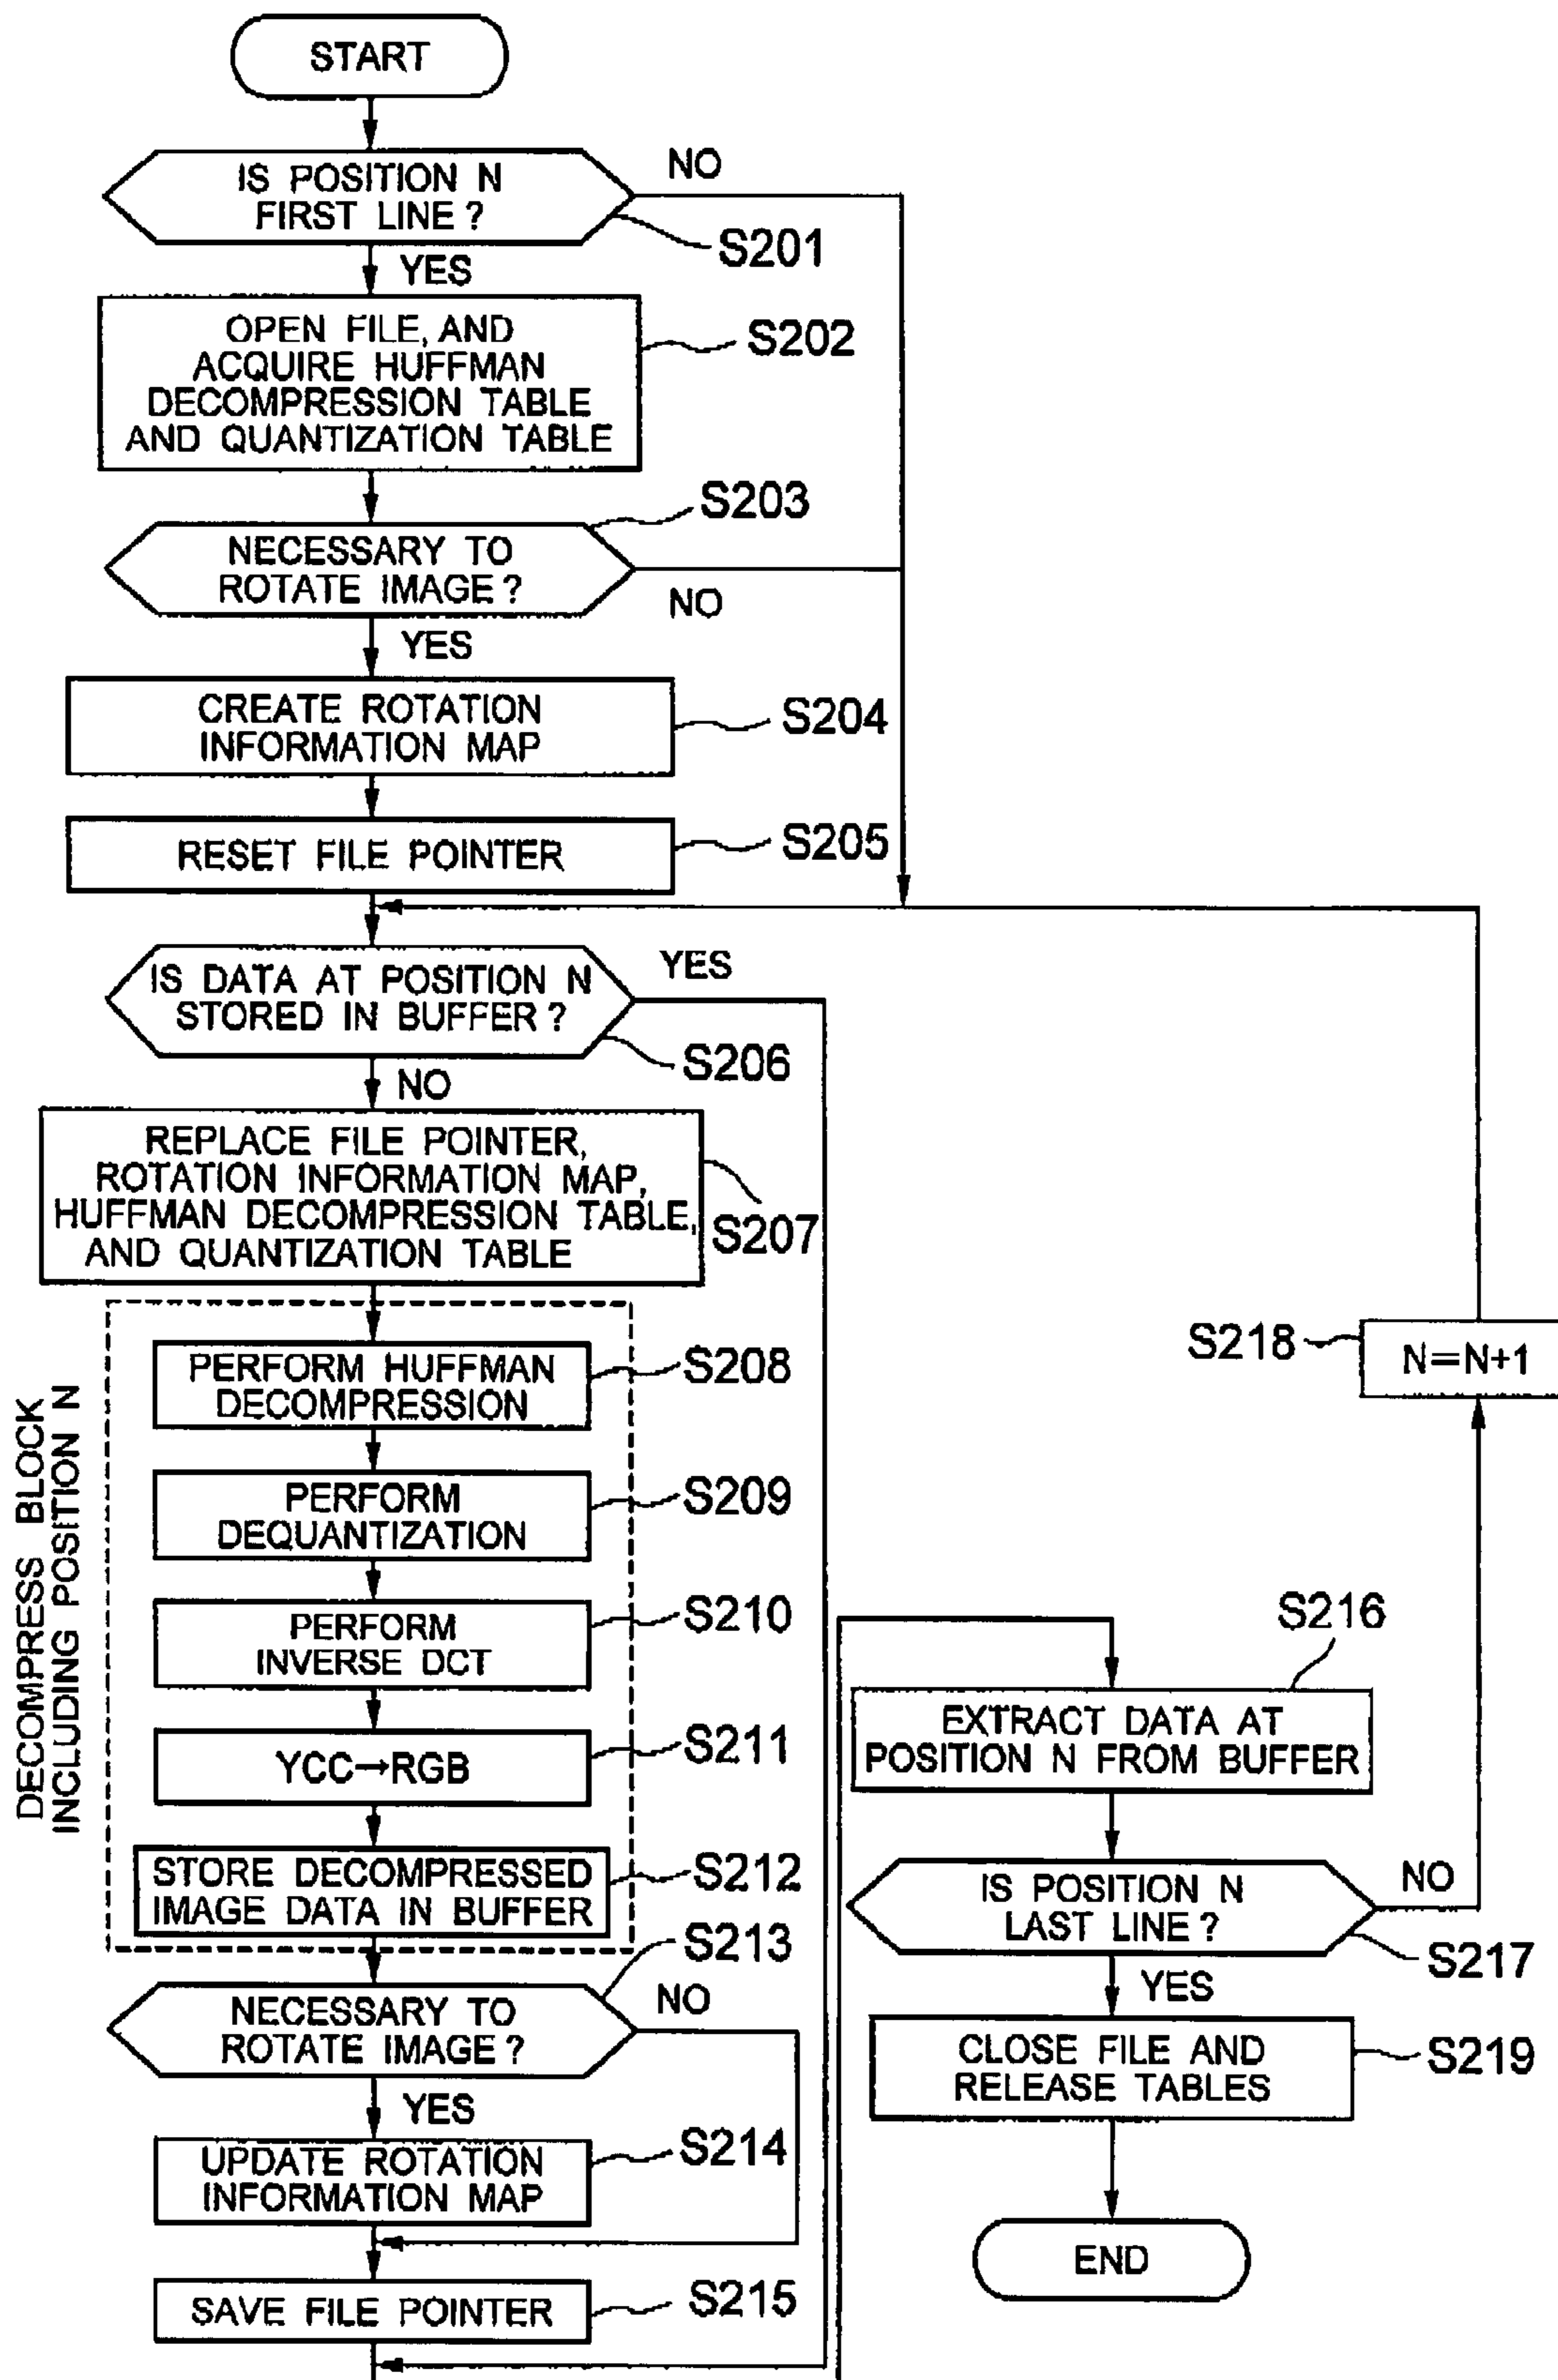 START
IS POSITION N
FIRST LINE?
NO
S201
YES
OPEN FILE, AND
ACQUIRE HUFFMAN
DECOMPRESSION TABLE
AND QUANTIZATION TABLE
S202
S203
NECESSARY TO
ROTATE IMAGE?
NO
YES
CREATE ROTATION
INFORMATION MAP
S204
RESET FILE POINTER
S205
IS DATA AT POSITION N
STORED IN BUFFER?
YES
S206
NO
REPLACE FILE POINTER,
ROTATION INFORMATION MAP,
HUFFMAN DECOMPRESSION TABLE,
AND QUANTIZATION TABLE
S207
DECOMPRESS BLOCK
INCLUDING POSITION N
PERFORM HUFFMAN
DECOMPRESSION
S208
PERFORM
DEQUANTIZATION
S209
PERFORM
INVERSE DCT
S210
YCC→RGB
S211
STORE DECOMPRESSED
IMAGE DATA IN BUFFER
S212
S213
NECESSARY TO
ROTATE IMAGE?
NO
YES
UPDATE ROTATION
INFORMATION MAP
S214
SAVE FILE POINTER
S215
S216
EXTRACT DATA AT
POSITION N FROM BUFFER
IS POSITION N
LAST LINE?
NO
S217
YES
S218
N=N+1
CLOSE FILE AND
RELEASE TABLES
S219
END